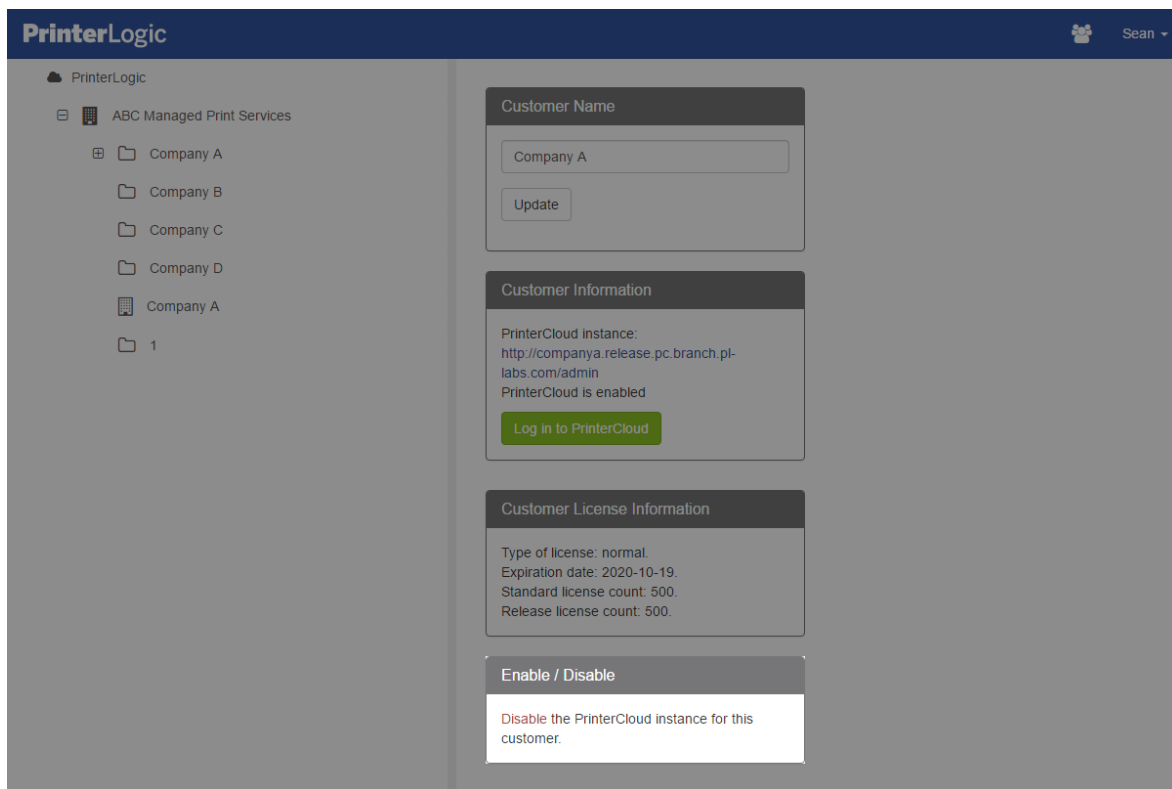 PrinterLogic
Sean
PrinterLogic
ABC Managed Print Services
Company A
Company B
Company C
Company D
Company A
1
Customer Name
Company A
Update
Customer Information
PrinterCloud instance:
http://companya.release.pc.branch.pl-
labs.com/admin
PrinterCloud is enabled
Log in to PrinterCloud
Customer License Information
Type of license: normal.
Expiration date: 2020-10-19.
Standard license count: 500.
Release license count: 500.
Enable / Disable
Disable the PrinterCloud instance for this
customer.